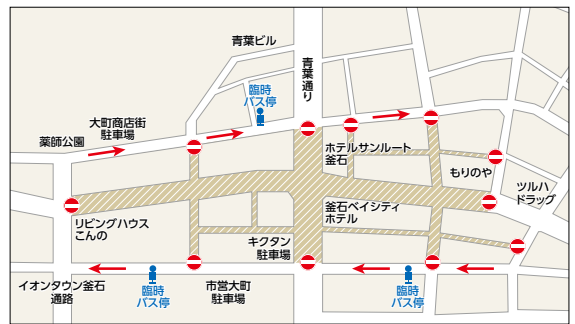 青葉ビル
青葉通り
臨時
バス停
大町商店街
駐車場
薬師公園
ホテルサンルート
釜石
もりのや
ツルハ
ドラッグ
釜石ベイシティ
ホテル
リビングハウス
こんの
キクタン
駐車場
イオンタウン釜石
通路
臨時
バス停
市営大町
駐車場
臨時
バス停